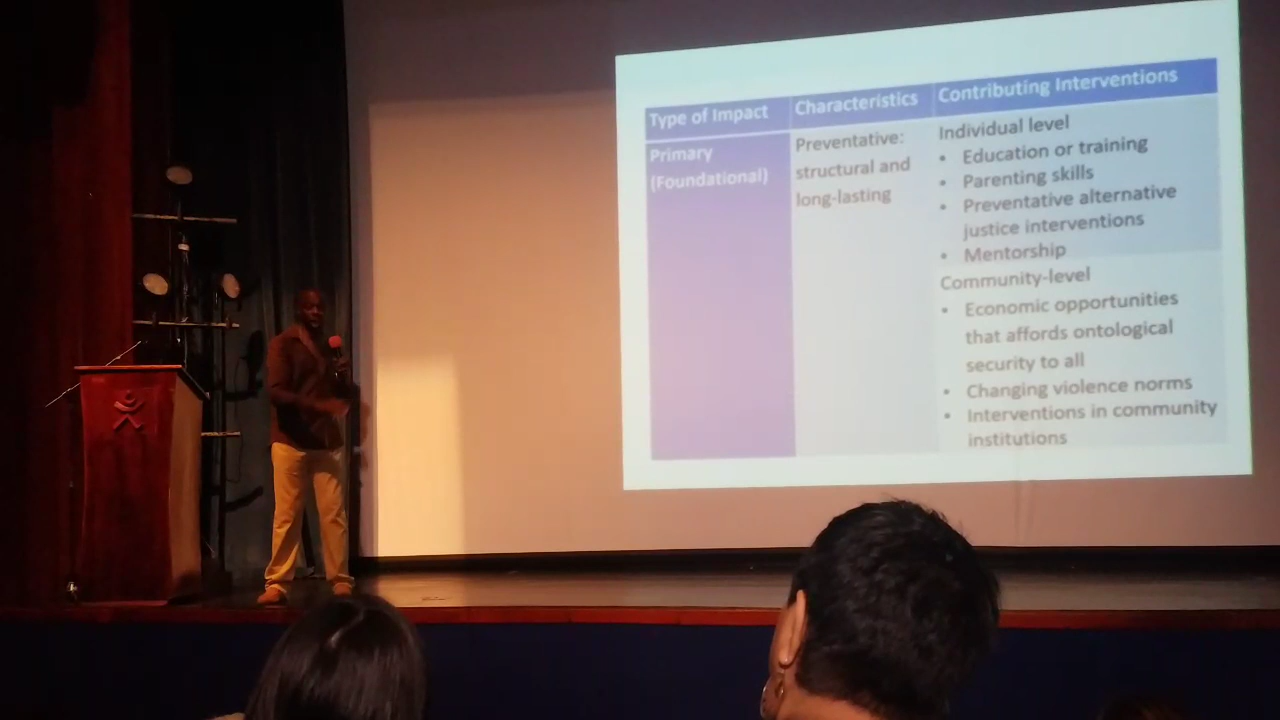 Type of Impact
Characteristics
Contributing Interventions
Primary
(Foundational)
Preventative:
structural and
long-lasting
Individual level
• Education or training
• Parenting skills
• Preventative alternative
justice interventions
• Mentorship
Community-level
• Economic opportunities
that affords ontological
security to all
• Changing violence norms
• Interventions in community
institutions